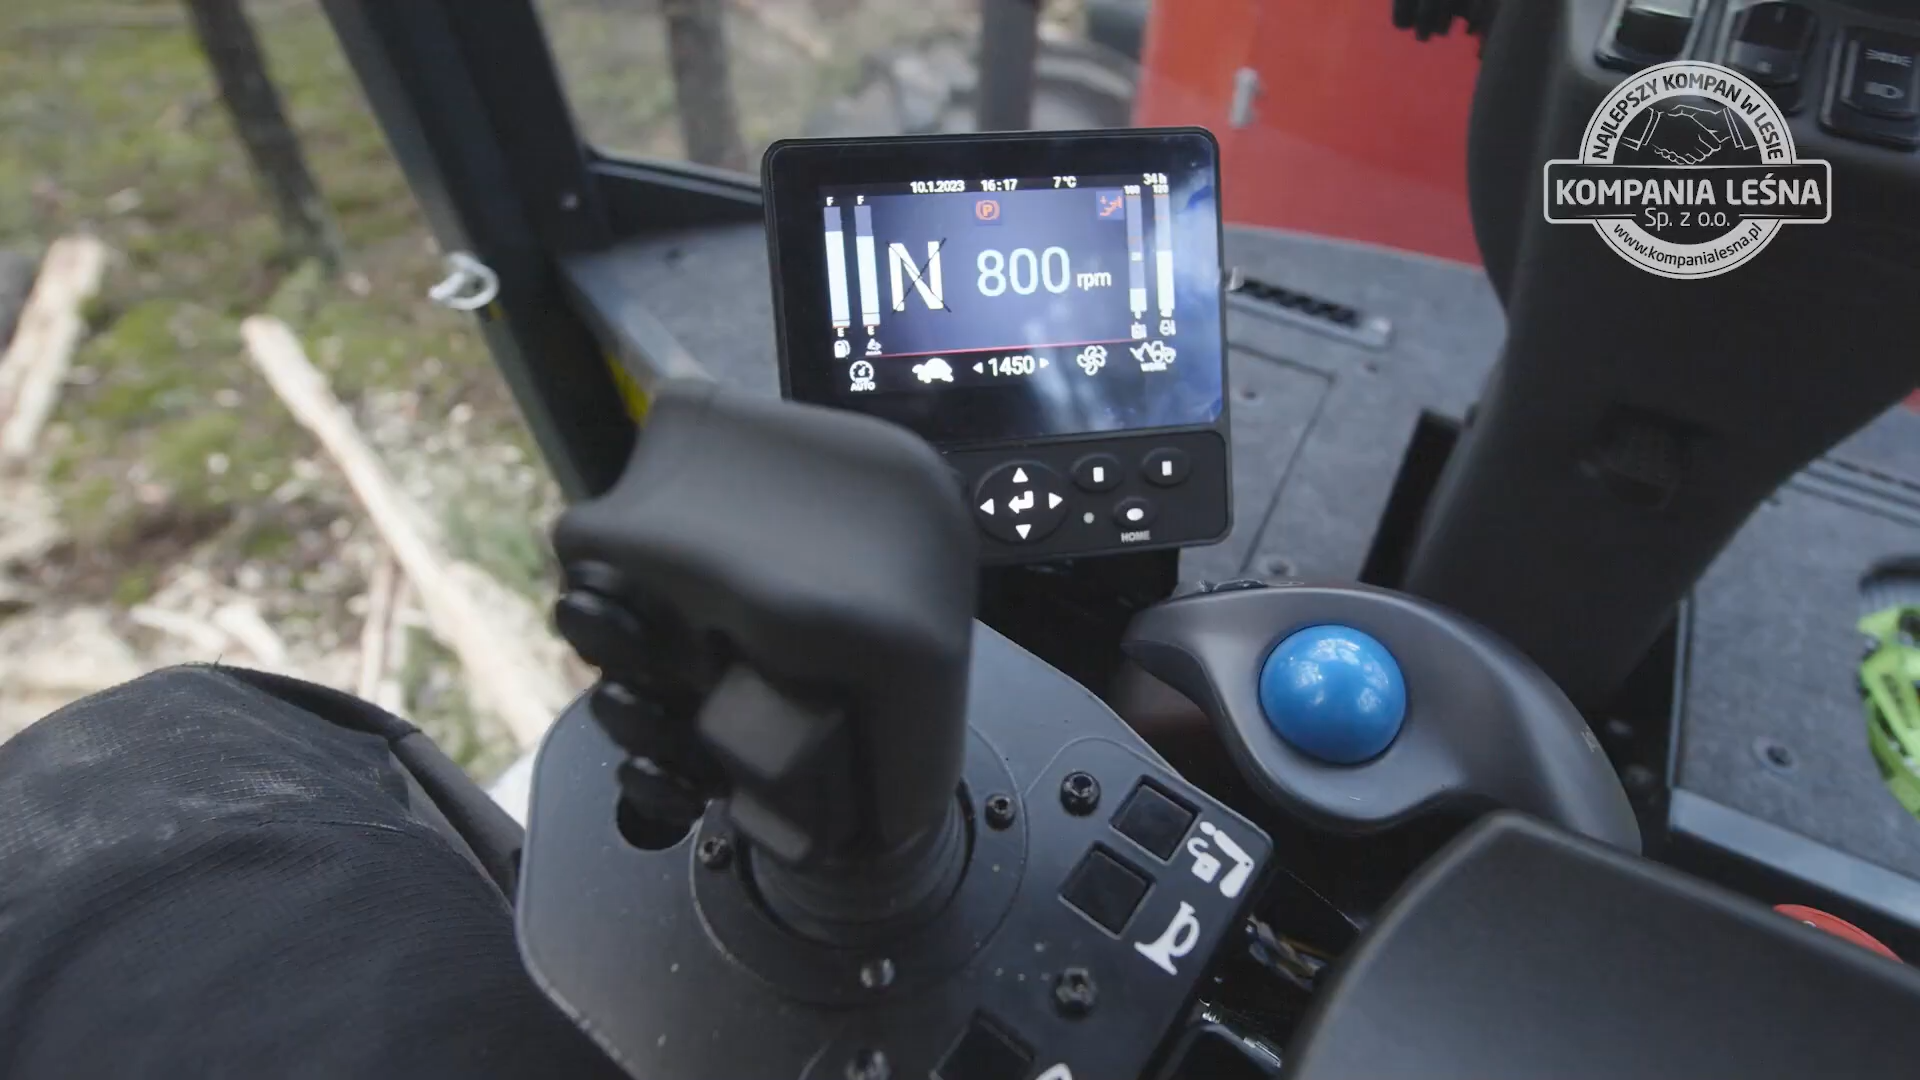 NAJLEPSZY KOMPAN W LESIE
KOMPANIA LEŚNA
Sp. z o.o.
www.kompanialesna.pl
10.1.2023 16:17 7°C 34h
F F
P
N 800 rpm
E E
AUTO
1450
HOME